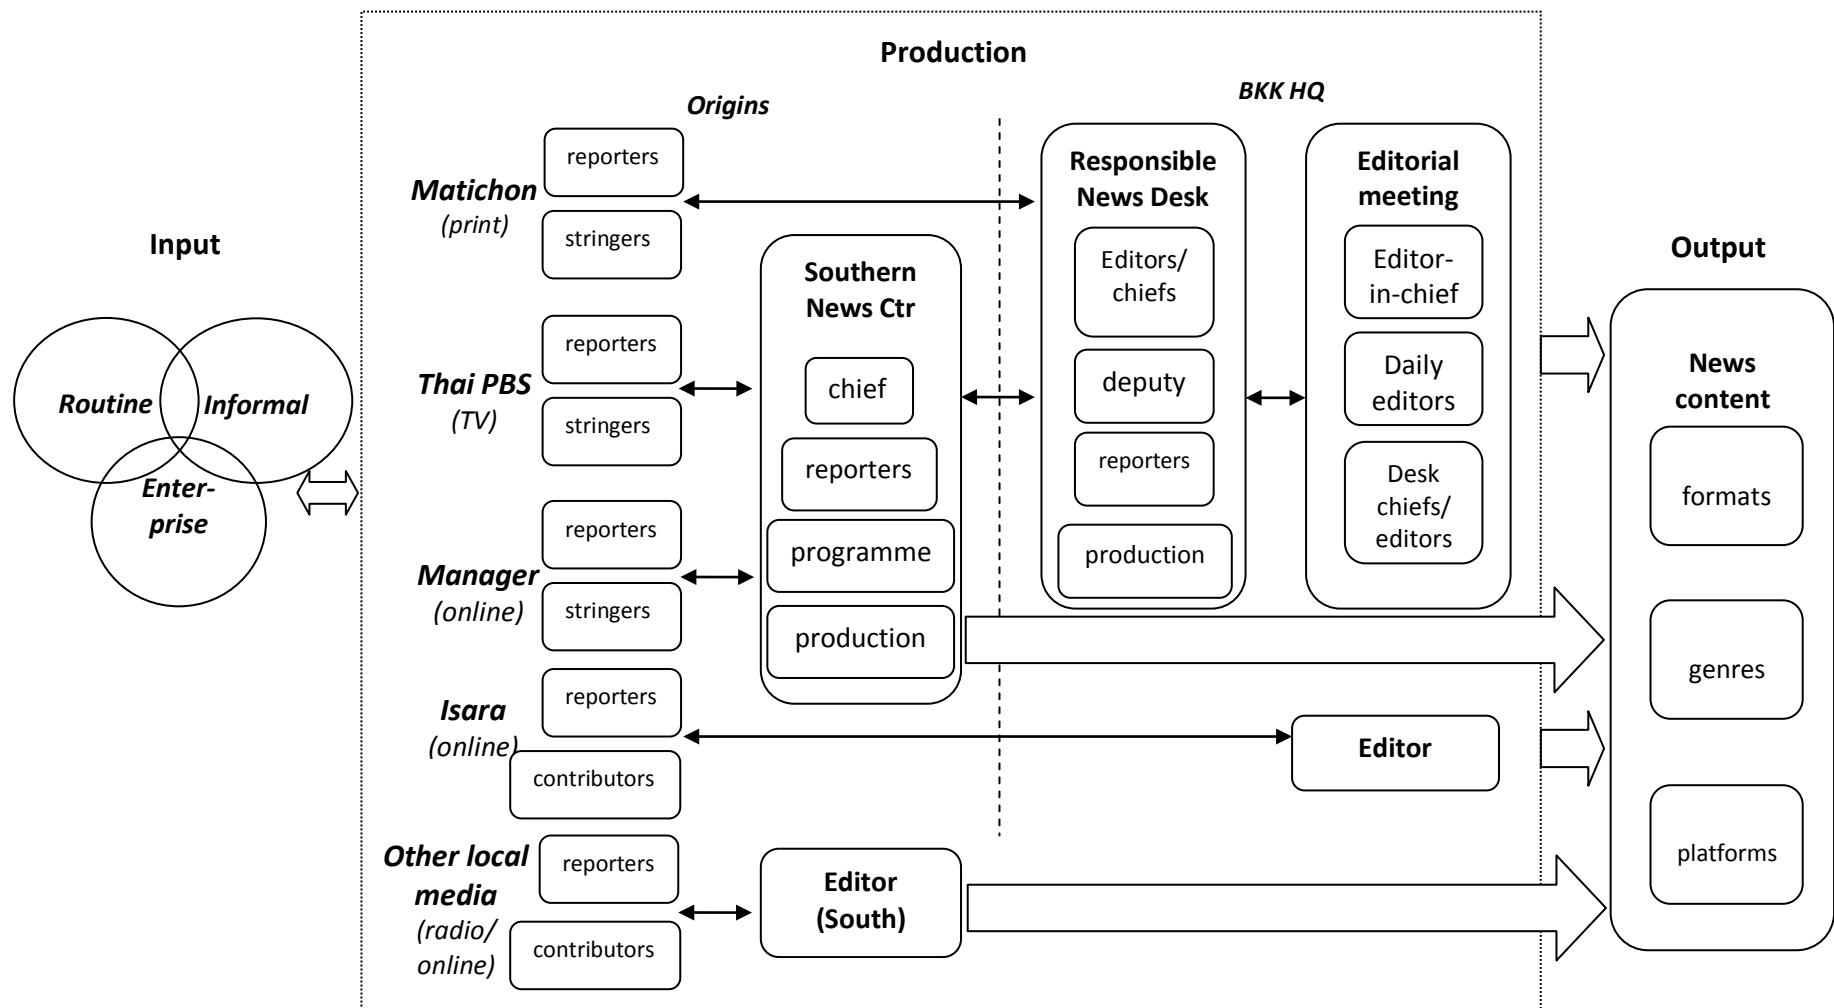 Production
Origins
BKK HQ
Input
Routine
Informal
Enter-
prise
Matichon
(print)
reporters
stringers
Thai PBS
(TV)
reporters
stringers
Manager
(online)
reporters
stringers
Isara
(online)
reporters
contributors
Other local
media
(radio/
online)
reporters
contributors
Southern
News Ctr
chief
reporters
programme
production
Editor
(South)
Responsible
News Desk
Editors/
chiefs
deputy
reporters
production
Editorial
meeting
Editor-
in-chief
Daily
editors
Desk
chiefs/
editors
Editor
Output
News
content
formats
genres
platforms